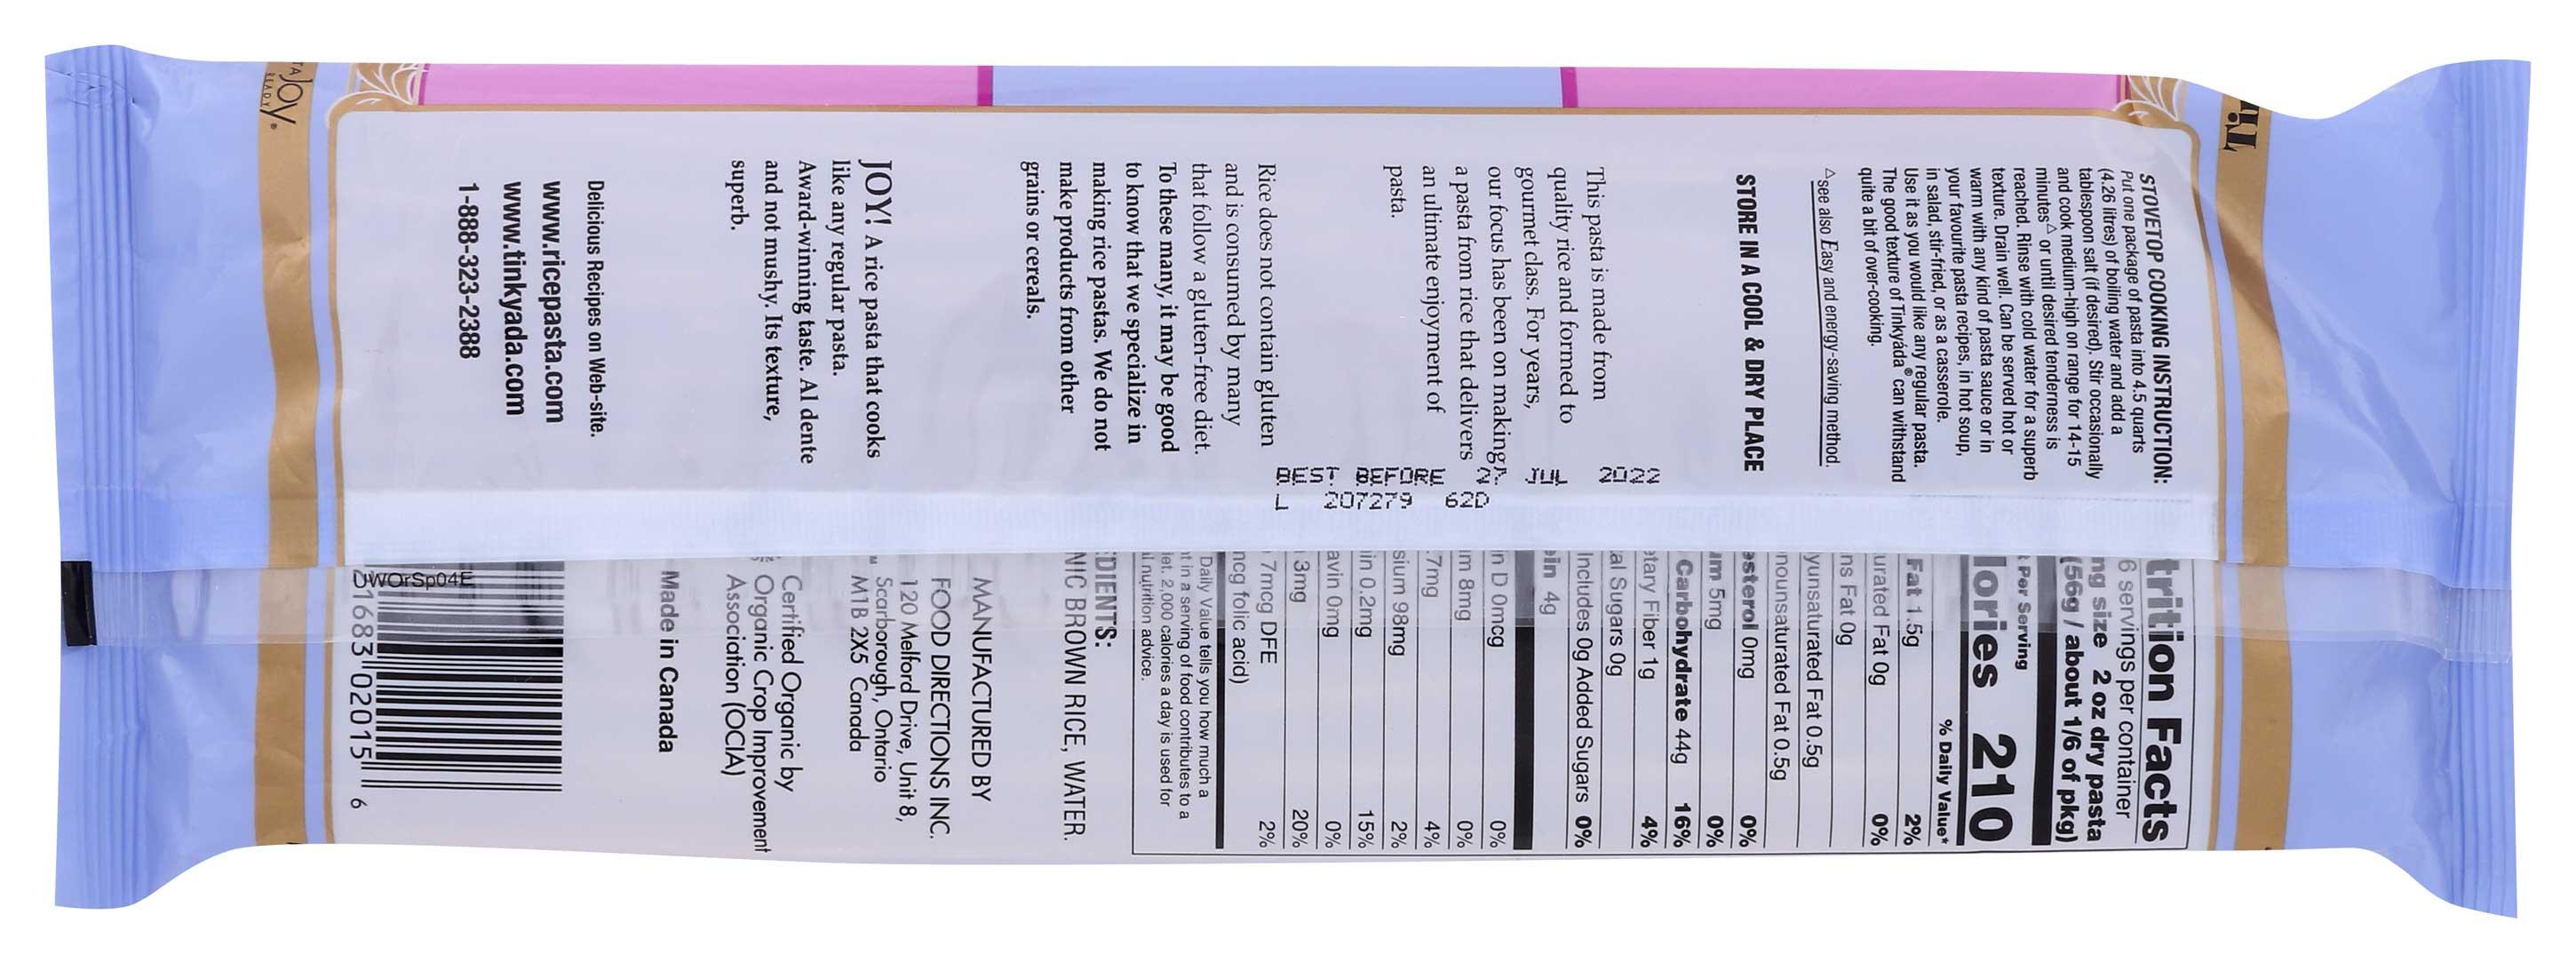 STOVETOP COOKING INSTRUCTION:
Put one package of pasta into 4.5 quarts
(4.26 litres) of boiling water and add a
tablespoon salt (if desired). Stir occasionally
and cook medium-high on range for 14-15
minutes△ or until desired tenderness is
reached. Rinse with cold water for a superb
texture. Drain well. Can be served hot or
warm with any kind of pasta sauce or in
your favourite pasta recipes, in hot soup,
in salad, stir-fried, or as a casserole.
Use it as you would like any regular pasta.
The good texture of Tinkyáda® can withstand
quite a bit of over-cooking.
△see also Easy and energy-saving method.
STORE IN A COOL & DRY PLACE
This pasta is made from
quality rice and formed to
gourmet class. For years,
our focus has been on making
a pasta from rice that delivers
an ultimate enjoyment of
pasta.
Rice does not contain gluten
and is consumed by many
that follow a gluten-free diet.
To these many, it may be good
to know that we specialize in
making rice pastas. We do not
make products from other
grains or cereals.
JOY! A rice pasta that cooks
like any regular pasta.
Award-winning taste. Al dente
and not mushy. Its texture,
superb.
Delicious Recipes on Web-site.
www.ricepasta.com
www.tinkyada.com
1-888-323-2388
BEST BEFORE JUL 2022
L 207279 620
trition Facts
6 servings per container
ng size 2 oz dry pasta
(56g / about 1/6 of pkg)
Per Serving
lories 210
% Daily Value*
Fat 1.5g 2%
urated Fat 0g 0%
ns Fat 0g
yunsaturated Fat 0.5g
nounsaturated Fat 0.5g
esterol 0mg 0%
um 5mg 0%
Carbohydrate 44g 16%
etary Fiber 1g 4%
al Sugars 0g
Includes 0g Added Sugars 0%
ein 4g
n D 0mcg 0%
m 8mg 0%
.7mg 4%
sium 98mg 2%
in 0.2mg 15%
avin 0mg 0%
3mg 20%
7mcg DFE 2%
ncg folic acid)
Daily Value tells you how much a
t in a serving of food contributes to a
iet. 2,000 calories a day is used for
al nutrition advice.
EDIENTS:
NIC BROWN RICE, WATER.
MANUFACTURED BY
FOOD DIRECTIONS INC.
120 Melford Drive, Unit 8,
Scarborough, Ontario
M1B 2X5 Canada
Certified Organic by
Organic Crop Improvement
Association (OCIA)
Made in Canada
DWOrSp04E
21683 02015 6
TA JOY
READY®
Tin